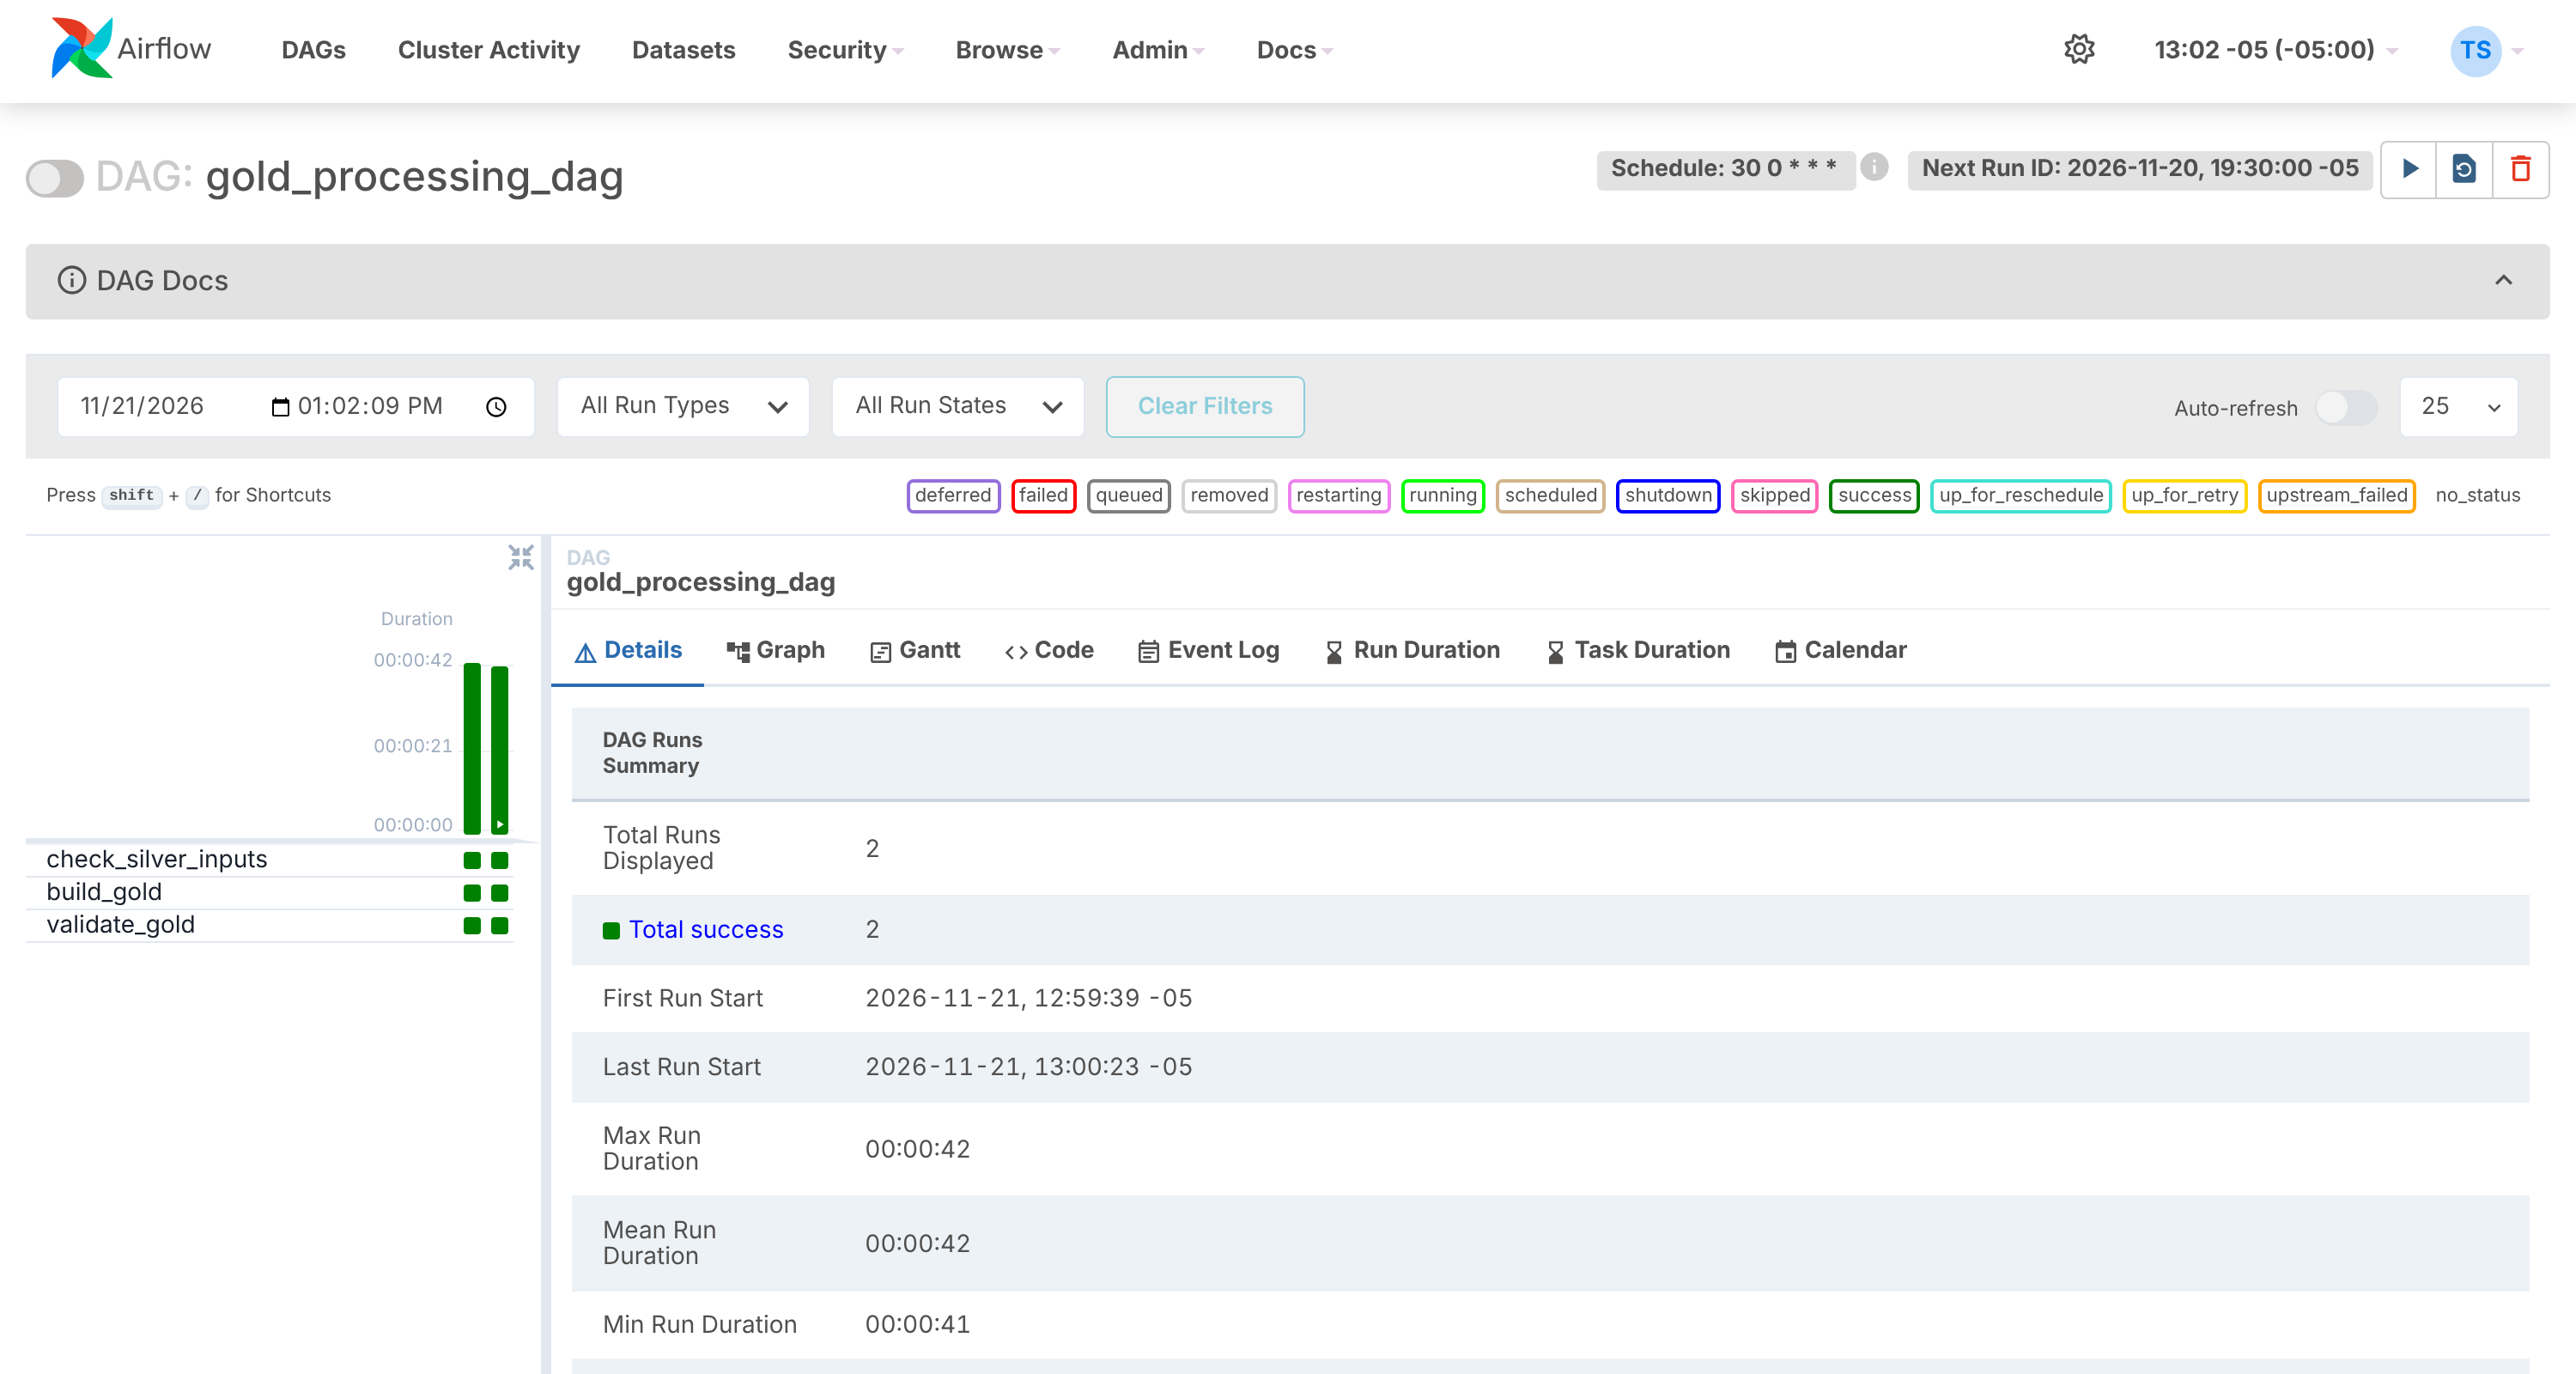 Airflow DAGs Cluster Activity Datasets Security Browse Admin Docs 13:02 -05 (-05:00) TS
DAG: gold_processing_dag Schedule: 30 0 * * * Next Run ID: 2026-11-20, 19:30:00 -05
DAG Docs
11/21/2026 01:02:09 PM All Run Types All Run States Clear Filters Auto-refresh 25
Press shift + / for Shortcuts deferred failed queued removed restarting running scheduled shutdown skipped success up_for_reschedule up_for_retry upstream_failed no_status
Duration
00:00:42
00:00:21
00:00:00
check_silver_inputs
build_gold
validate_gold
DAG
gold_processing_dag
Details Graph Gantt Code Event Log Run Duration Task Duration Calendar
DAG Runs
Summary
Total Runs
Displayed 2
Total success 2
First Run Start 2026-11-21, 12:59:39 -05
Last Run Start 2026-11-21, 13:00:23 -05
Max Run
Duration 00:00:42
Mean Run
Duration 00:00:42
Min Run Duration 00:00:41